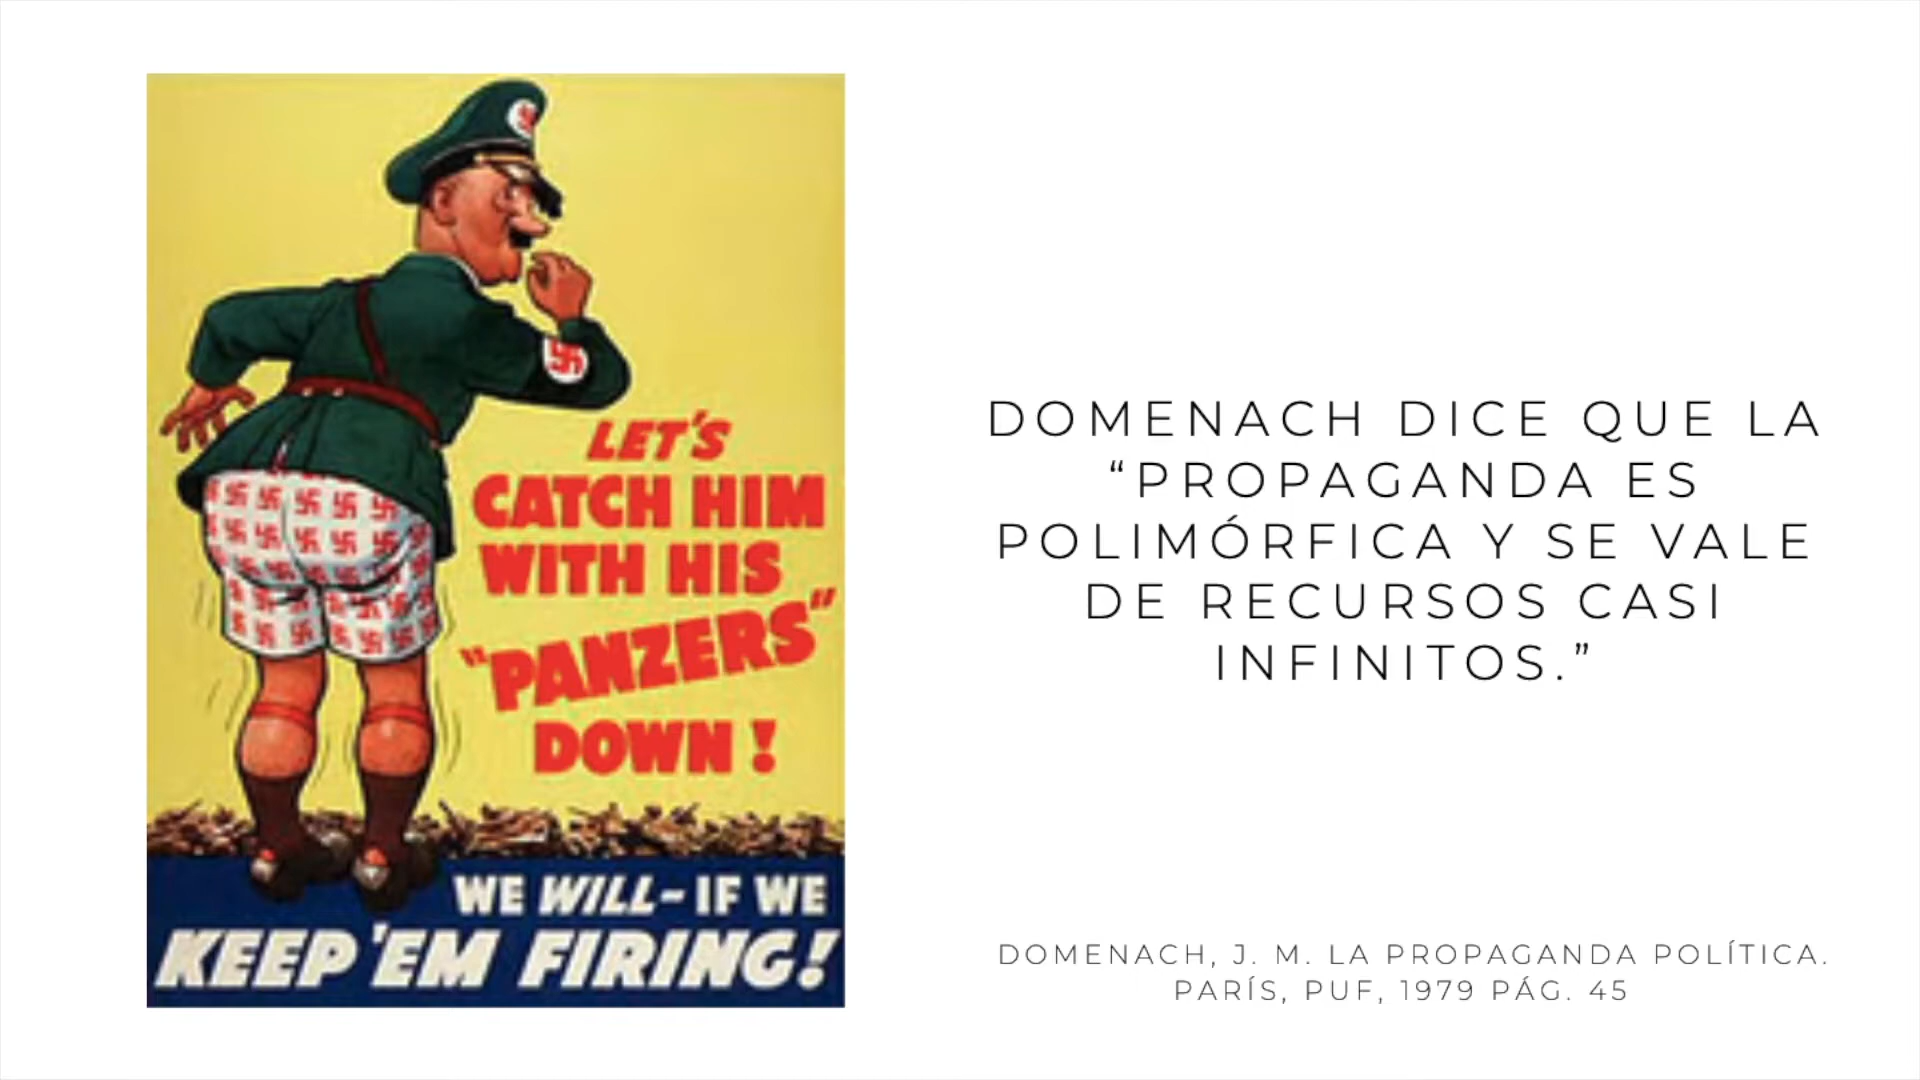 LET'S
CATCH HIM
WITH HIS
"PANZERS"
DOWN!
WE WILL- IF WE
KEEP 'EM FIRING!
DOMENACH DICE QUE LA
“PROPAGANDA ES
POLIMÓRFICA Y SE VALE
DE RECURSOS CASI
INFINITOS.”
DOMENACH, J. M. LA PROPAGANDA POLÍTICA.
PARÍS, PUF, 1979 PÁG. 45